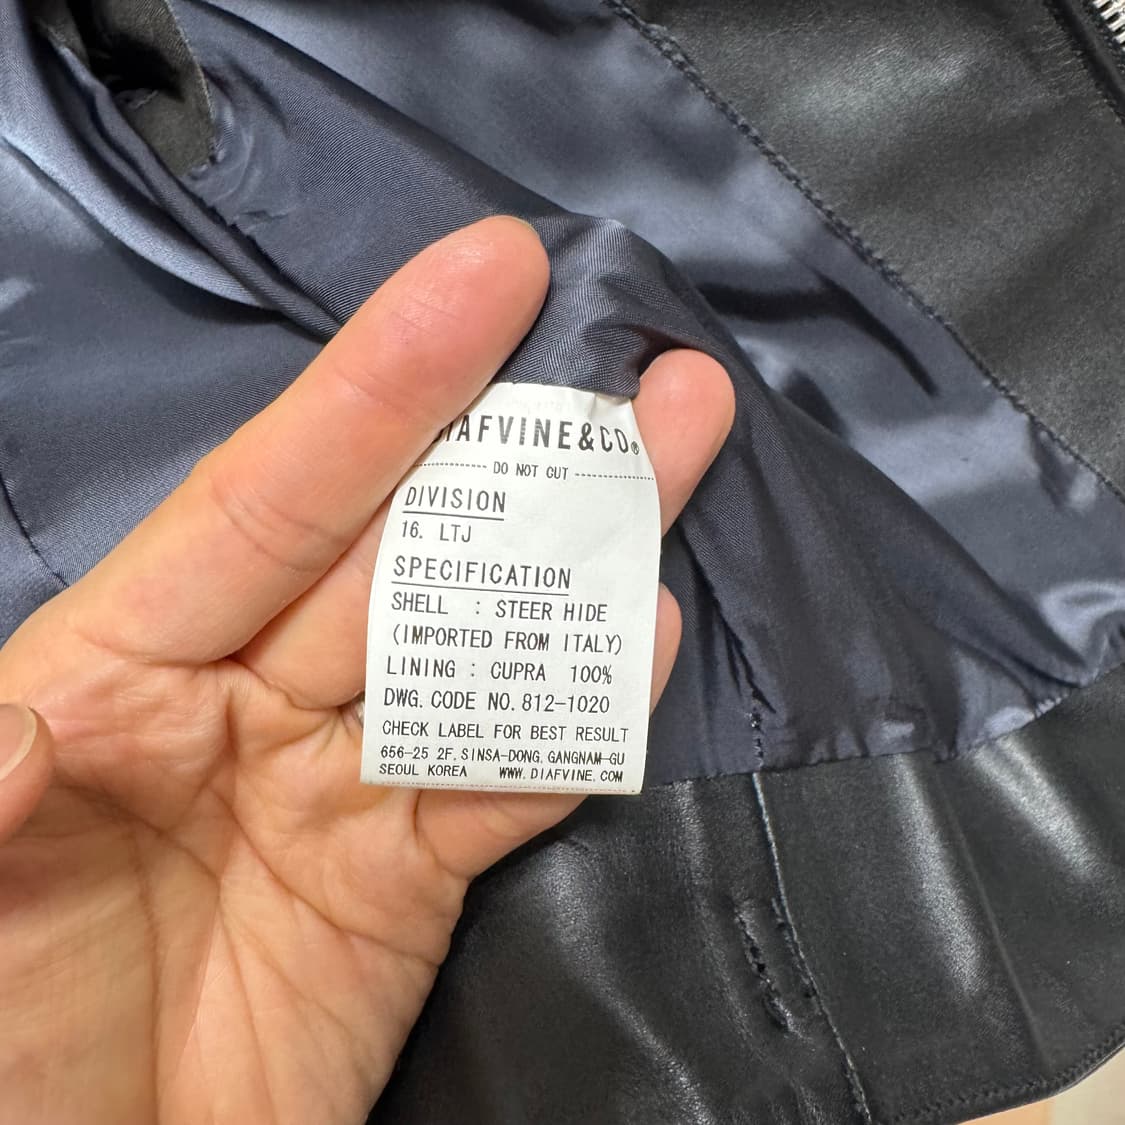 DIAFVINE&CO®
DO NOT CUT
DIVISION
16. LTJ
SPECIFICATION
SHELL : STEER HIDE
(IMPORTED FROM ITALY)
LINING : CUPRA 100%
DWG. CODE NO. 812-1020
CHECK LABEL FOR BEST RESULT
656-25 2F. SINSA-DONG. GANGNAM-GU
SEOUL KOREA WWW. DIAFVINE. COM